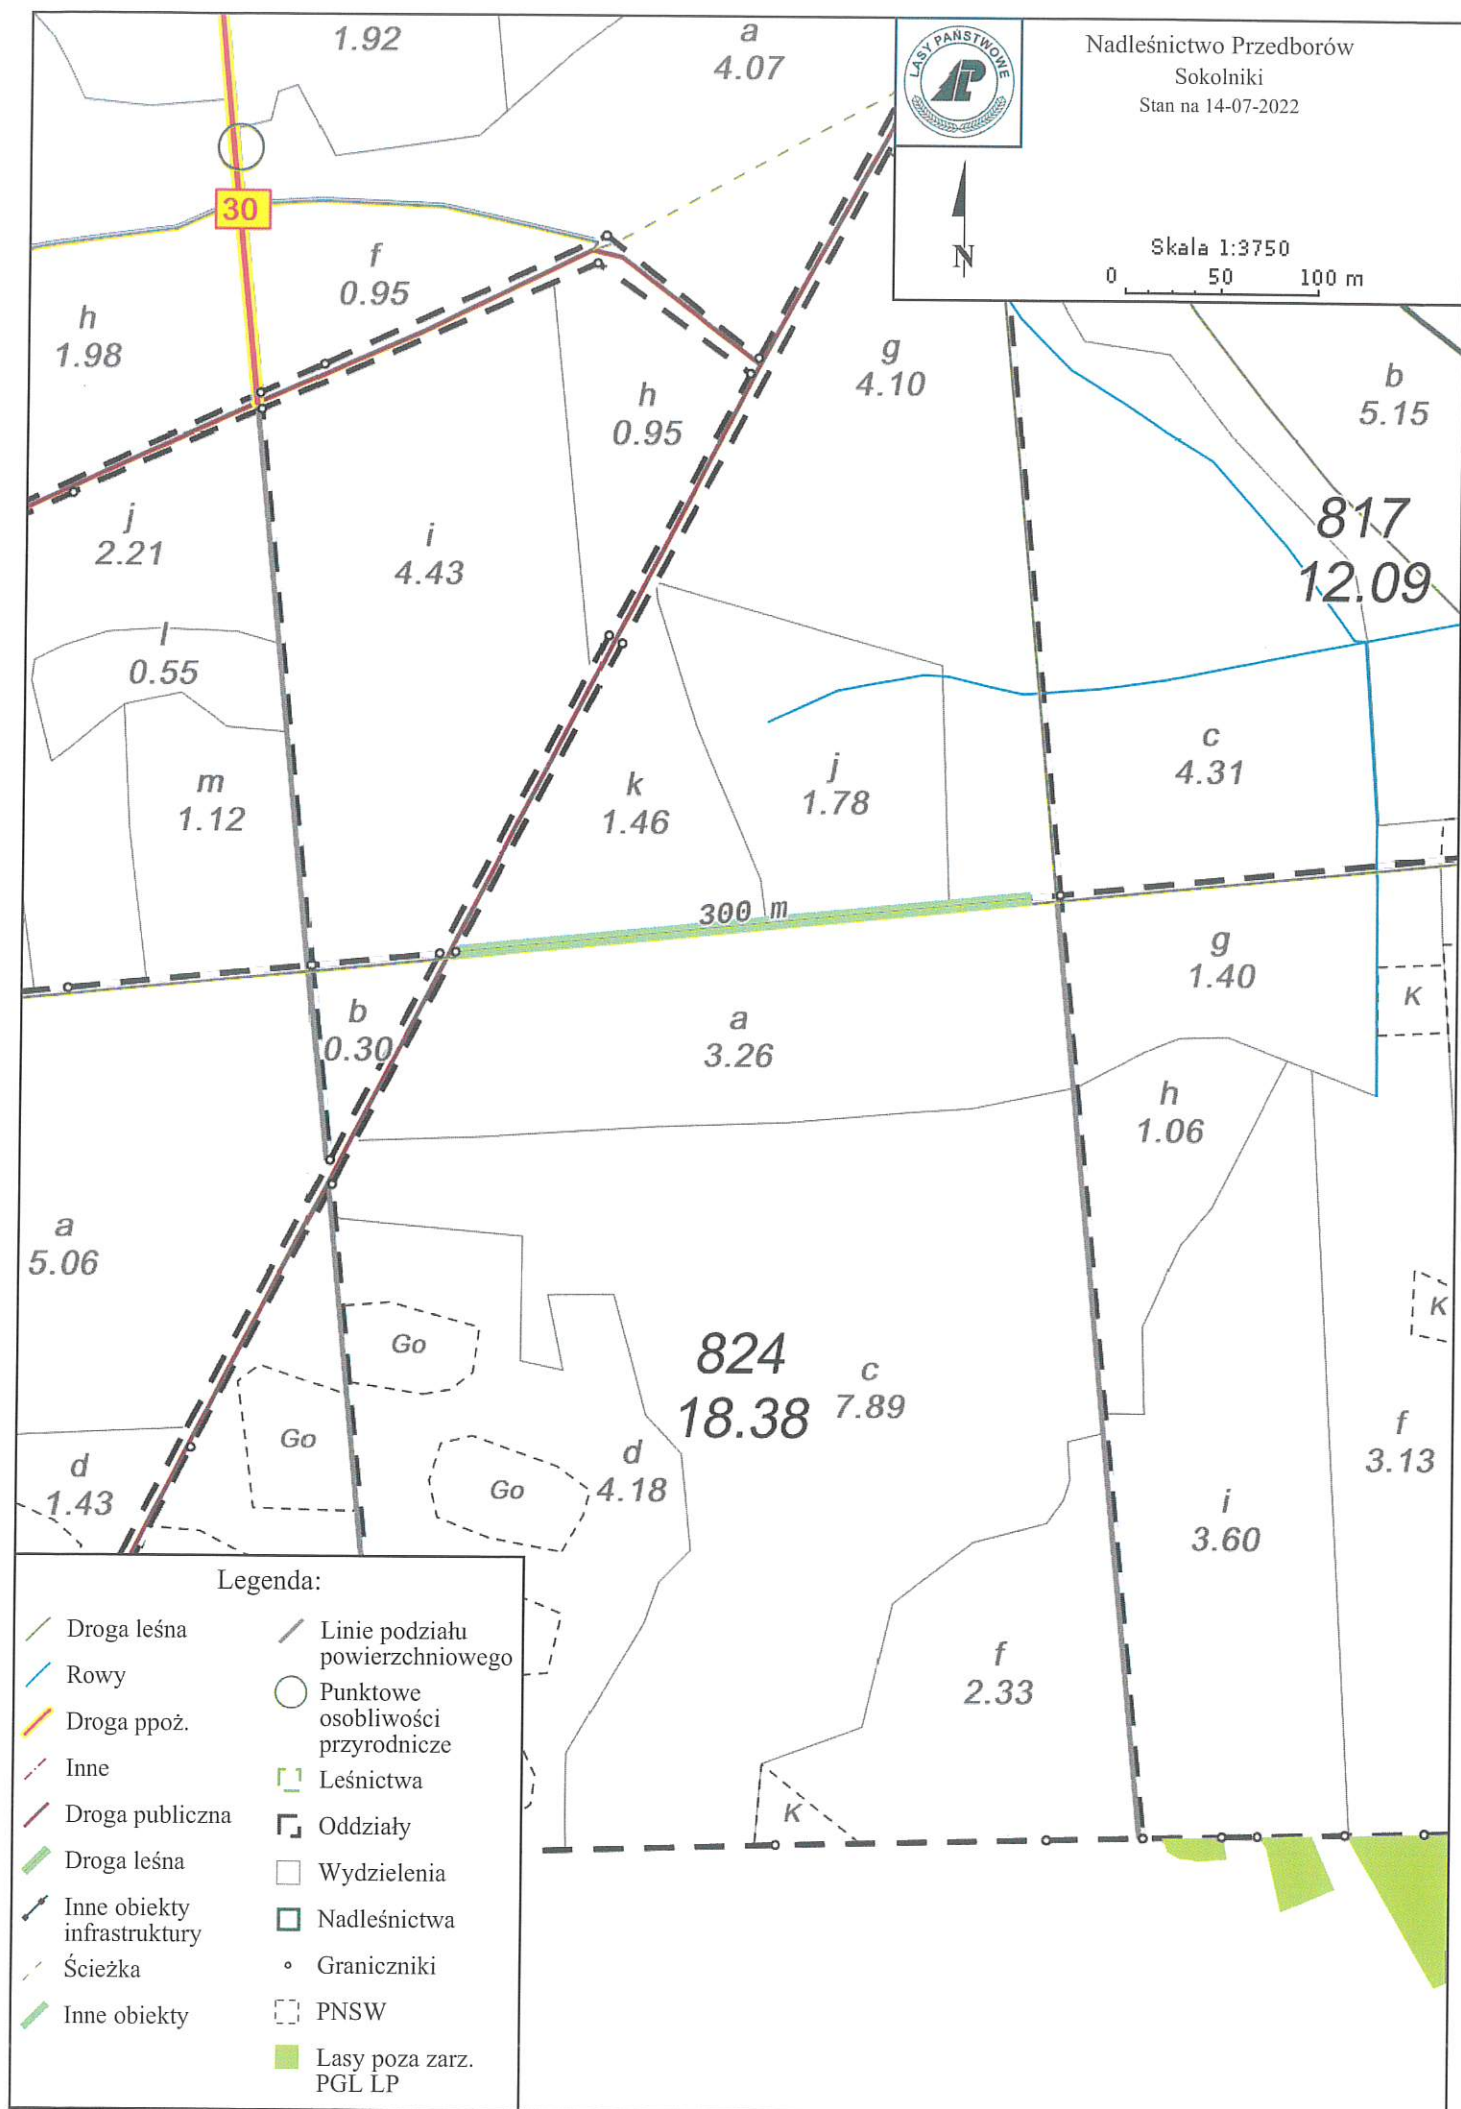 1.92
a
4.07
LASY PAŃSTWOWE
Nadleśnictwo Przedborów
Sokolniki
Stan na 14-07-2022
N
Skala 1:3750
0 50 100 m
30
f
0.95
h
1.98
g
4.10
b
5.15
h
0.95
817
12.09
j
2.21
i
4.43
l
0.55
m
1.12
k
1.46
j
1.78
c
4.31
300 m
g
1.40
K
b
0.30
a
3.26
h
1.06
a
5.06
K
Go
824
18.38
c
7.89
Go
Go
d
4.18
f
3.13
d
1.43
i
3.60
f
2.33
K
Legenda:
Droga leśna
Rowy
Droga ppoż.
Inne
Droga publiczna
Droga leśna
Inne obiekty
infrastruktury
Ścieżka
Inne obiekty
Linie podziału
powierzchniowego
Punktowe
osobliwości
przyrodnicze
Leśnictwa
Oddziały
Wydzielenia
Nadleśnictwa
Graniczniki
PNSW
Lasy poza zarz.
PGL LP